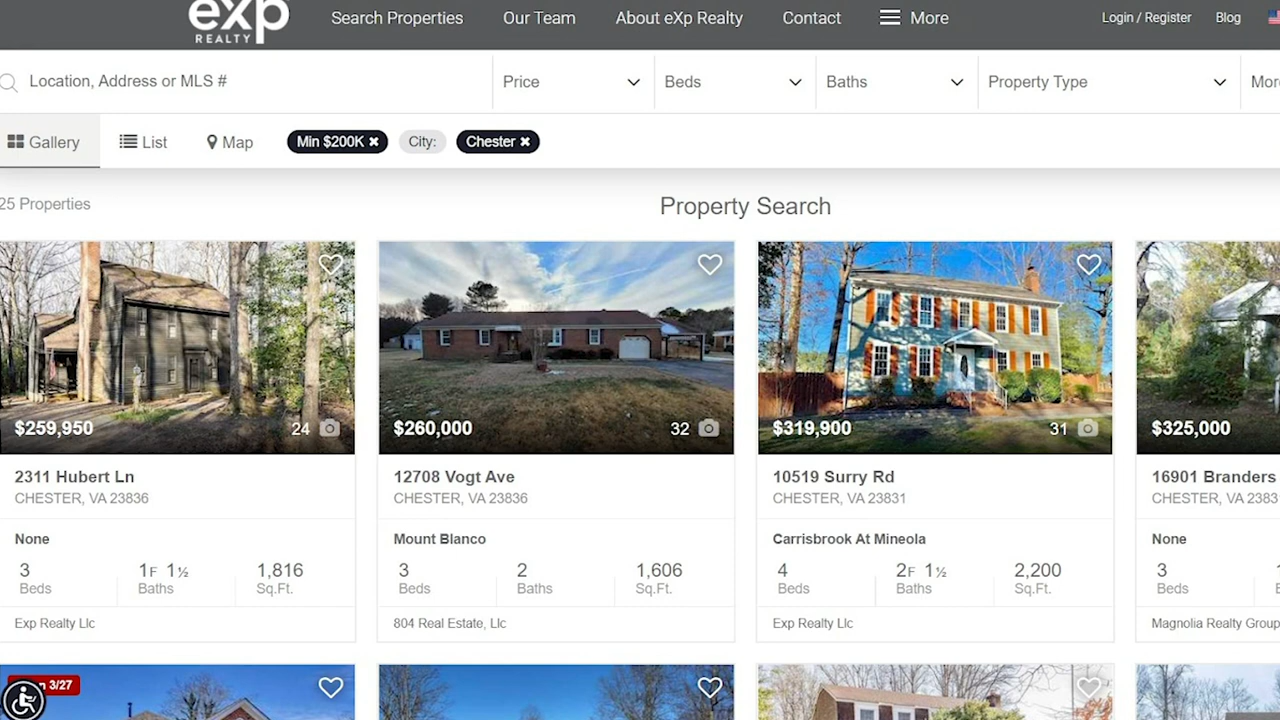 eXp
REALTY
Search Properties
Our Team
About eXp Realty
Contact
More
Login / Register
Blog
Location, Address or MLS #
Price
Beds
Baths
Property Type
Gallery
List
Map
Min $200K ✖
City:
Chester ✖
25 Properties
Property Search
$259,950
24
$260,000
32
$319,900
31
$325,000
2311 Hubert Ln
CHESTER, VA 23836
12708 Vogt Ave
CHESTER, VA 23836
10519 Surry Rd
CHESTER, VA 23831
16901 Branders
CHESTER, VA 2383
None
Mount Blanco
Carrisbrook At Mineola
None
3 1F 1½ 1,816
Beds Baths Sq.Ft.
3 2 1,606
Beds Baths Sq.Ft.
4 2F 1½ 2,200
Beds Baths Sq.Ft.
3
Beds
Exp Realty Llc
804 Real Estate, Llc
Exp Realty Llc
Magnolia Realty Group
3/27